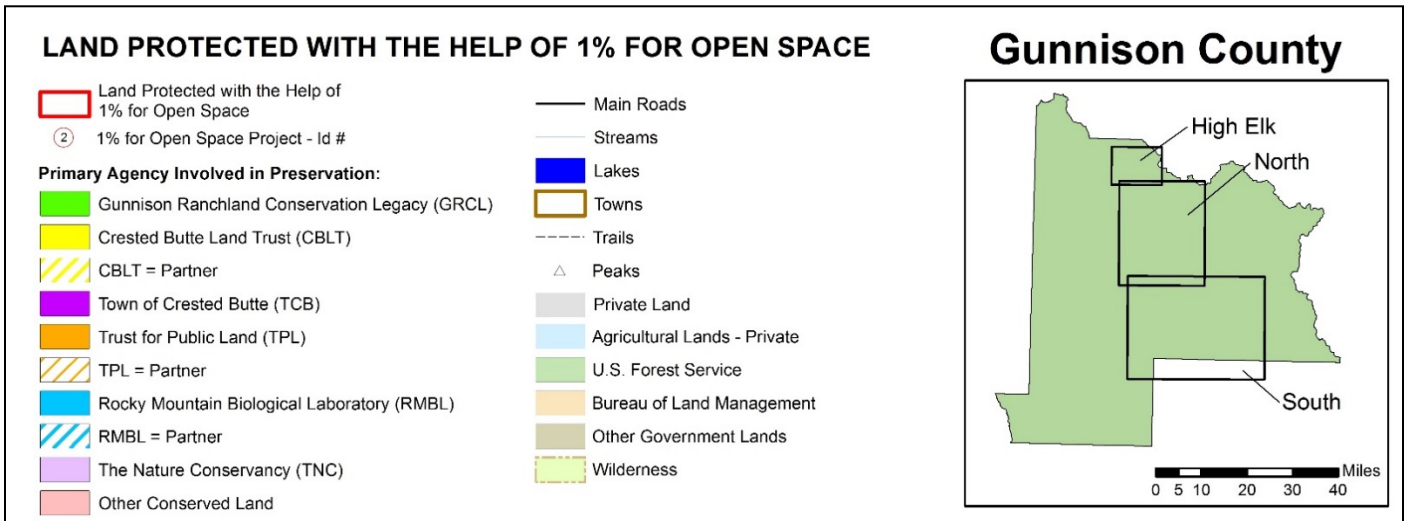 LAND PROTECTED WITH THE HELP OF 1% FOR OPEN SPACE
Land Protected with the Help of
1% for Open Space
2 1% for Open Space Project - Id #
Primary Agency Involved in Preservation:
Gunnison Ranchland Conservation Legacy (GRCL)
Crested Butte Land Trust (CBLT)
CBLT = Partner
Town of Crested Butte (TCB)
Trust for Public Land (TPL)
TPL = Partner
Rocky Mountain Biological Laboratory (RMBL)
RMBL = Partner
The Nature Conservancy (TNC)
Other Conserved Land
Main Roads
Streams
Lakes
Towns
Trails
Peaks
Private Land
Agricultural Lands - Private
U.S. Forest Service
Bureau of Land Management
Other Government Lands
Wilderness
Gunnison County
High Elk
North
South
Miles
0 5 10 20 30 40